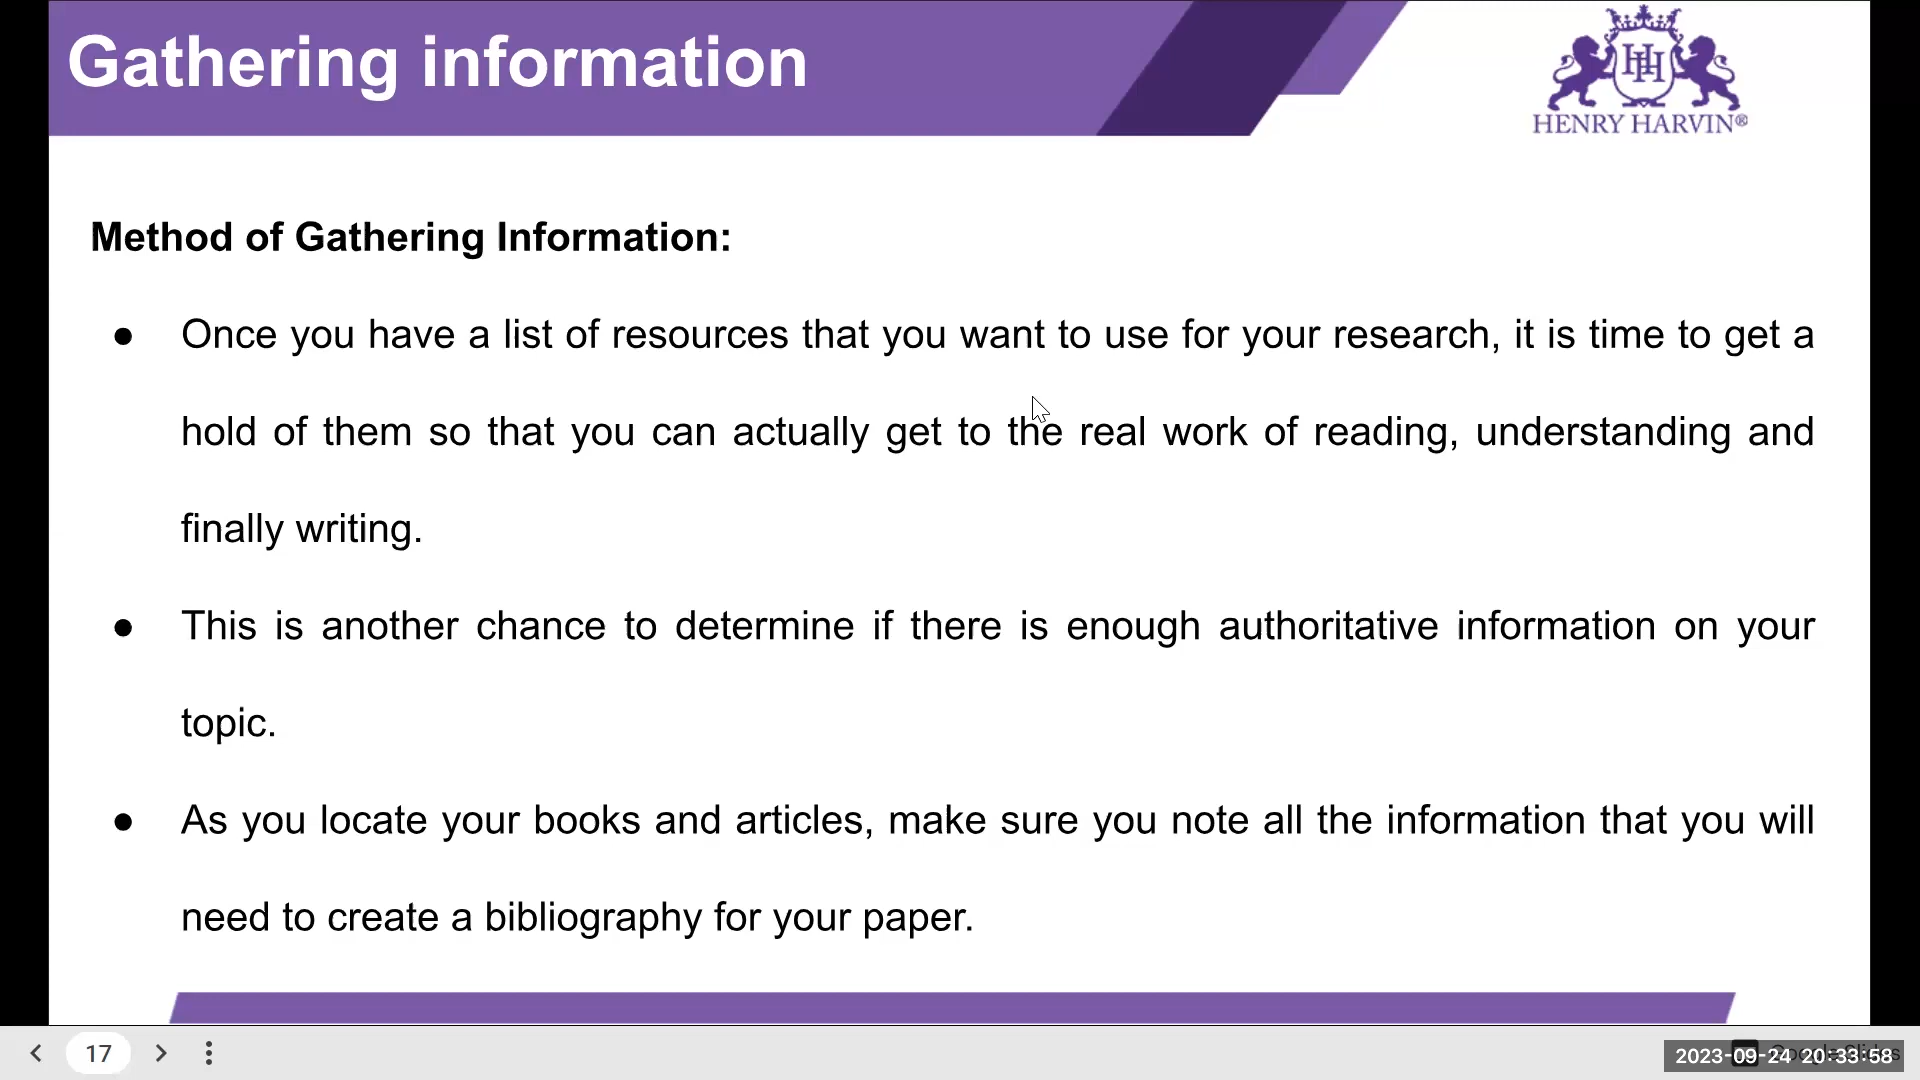 Gathering information
HENRY HARVIN®
Method of Gathering Information:
● Once you have a list of resources that you want to use for your research, it is time to get a
hold of them so that you can actually get to the real work of reading, understanding and
finally writing.
● This is another chance to determine if there is enough authoritative information on your
topic.
● As you locate your books and articles, make sure you note all the information that you will
need to create a bibliography for your paper.
17
2023-09-24 20:33:58